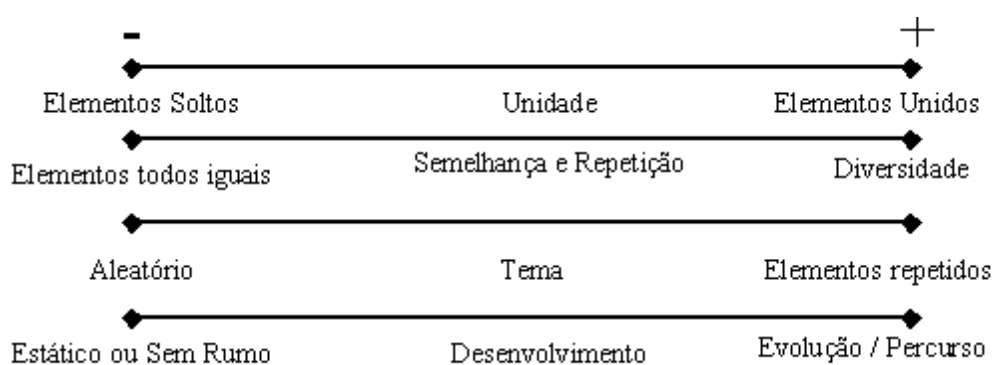 - +
Elementos Soltos Unidade Elementos Unidos
Elementos todos iguais Semelhança e Repetição Diversidade
Aleatório Tema Elementos repetidos
Estático ou Sem Rumo Desenvolvimento Evolução / Percurso